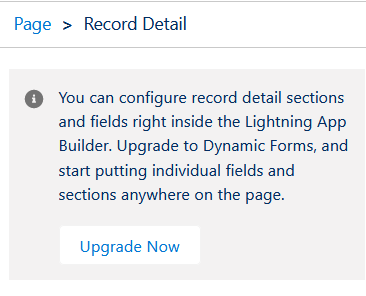 Page > Record Detail
You can configure record detail sections
and fields right inside the Lightning App
Builder. Upgrade to Dynamic Forms, and
start putting individual fields and
sections anywhere on the page.
Upgrade Now